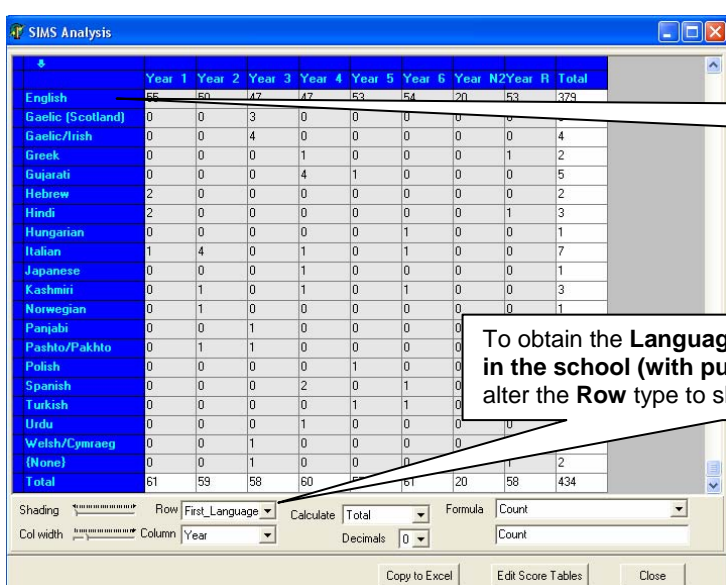 SIMS Analysis
Year 1 Year 2 Year 3 Year 4 Year 5 Year 6 Year N2 Year R Total
English 55 50 47 47 53 54 20 53 379
Gaelic (Scotland) 0 0 3 0 0 0 0
Gaelic/Irish 0 0 4 0 0 0 0 0 4
Greek 0 0 0 1 0 0 0 1 2
Gujarati 0 0 0 4 1 0 0 0 5
Hebrew 2 0 0 0 0 0 0 0 2
Hindi 2 0 0 0 0 0 0 1 3
Hungarian 0 0 0 0 0 1 0 0 1
Italian 1 4 0 1 0 1 0 0 7
Japanese 0 0 0 1 0 0 0 0 1
Kashmiri 0 1 0 1 0 1 0 0 3
Norwegian 0 1 0 0 0 0 0 0 1
Panjabi 0 0 1 0 0 0
Pashto/Pakhto 0 1 1 0 0 0
Polish 0 0 0 0 1 0
Spanish 0 0 0 2 0 1
Turkish 0 0 0 0 1 1
Urdu 0 0 0 1 0 0 0
Welsh/Cymraeg 0 0 1 0 0 0
{None} 0 0 1 0 0 1 2
Total 61 59 58 60 61 20 58 434
To obtain the Languag
in the school (with pu
alter the Row type to s
Shading Row First_Language Calculate Total Formula Count
Col width Column Year Decimals 0 Count
Copy to Excel Edit Score Tables Close